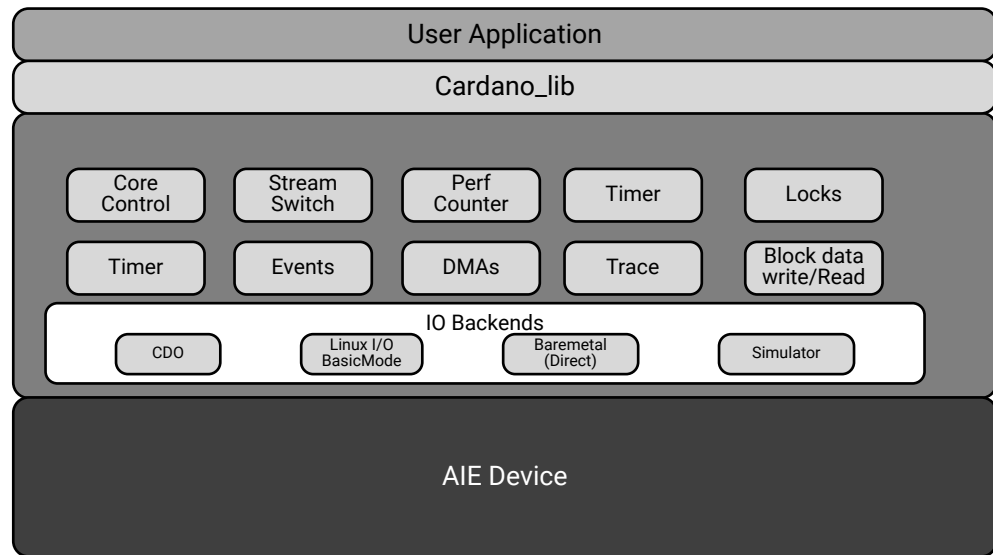 User Application
Cardano_lib
Core
Control
Stream
Switch
Perf
Counter
Timer
Locks
Timer
Events
DMAs
Trace
Block data
write/Read
IO Backends
CDO
Linux I/O
BasicMode
Baremetal
(Direct)
Simulator
AIE Device